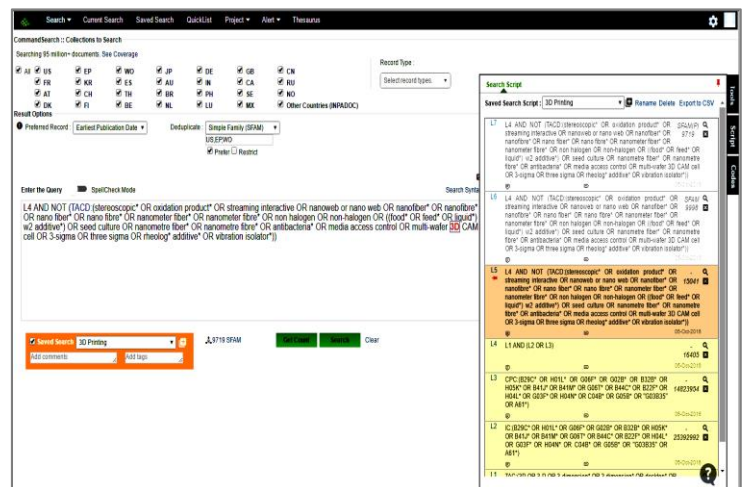 Search Current Search Saved Search QuickList Project Alert Thesaurus
CommandSearch :: Collections to Search
Searching 95 million+ documents. See Coverage
All US EP WO JP DE GB CN
FR KR ES AU IN CA RU
AT CH TH BR PH SE NO
DK FI BE NL LU MX Other Countries (INPADOC)
Record Type :
Select record types.
Result Options
Preferred Record : Earliest Publication Date Deduplicate: Simple Family (SFAM)
US,EP,WO
Prefer Restrict
Enter the Query SpellCheck Mode Search Synta
L4 AND NOT (TACD:(stereoscopic* OR oxidation product* OR streaming interactive OR nanoweb or nano web OR nanofiber* OR nanofibre*
OR nano fiber* OR nano fibre* OR nanometer fiber* OR nanometer fibre* OR non halogen OR non-halogen OR ((food* OR feed* OR liquid*)
w2 additive*) OR seed culture OR nanometre fiber* OR nanometre fibre* OR antibacteria* OR media access control OR multi-wafer 3D CAM
cell OR 3-sigma OR three sigma OR rheolog* additive* OR vibration isolator*))
Saved Search 3D Printing
Add comments Add tags
9719 SFAM Get Count Search Clear
Search Script
Saved Search Script : 3D Printing Rename Delete Export to CSV
Tools
Script
Codes
L7 L4 AND NOT (TACD:(stereoscopic* OR oxidation product* OR
streaming interactive OR nanoweb or nano web OR nanofiber* OR 9719
nanofibre* OR nano fiber* OR nano fibre* OR nanometer fiber* OR
nanometer fibre* OR non halogen OR non-halogen OR ((food* OR feed* OR
liquid*) w2 additive*) OR seed culture OR nanometre fiber* OR nanometre
fibre* OR antibacteria* OR media access control OR multi-wafer 3D CAM cell
OR 3-sigma OR three sigma OR rheolog* additive* OR vibration isolator*))
L6 L4 AND NOT (TACD:(stereoscopic* OR oxidation product* OR
streaming interactive OR nanoweb or nano web OR nanofiber* OR 9998
nanofibre* OR nano fiber* OR nano fibre* OR nanometer fiber* OR
nanometer fibre* OR non halogen OR non-halogen OR ((food* OR feed* OR
liquid*) w2 additive*) OR seed culture OR nanometre fiber* OR nanometre
fibre* OR antibacteria* OR media access control OR multi-wafer 3D CAM cell
OR 3-sigma OR three sigma OR rheolog* additive* OR vibration isolator*))
L5 L4 AND NOT (TACD:(stereoscopic* OR oxidation product* OR
streaming interactive OR nanoweb or nano web OR nanofiber* OR 15041
nanofibre* OR nano fiber* OR nano fibre* OR nanometer fiber* OR
nanometer fibre* OR non halogen OR non-halogen OR ((food* OR feed* OR
liquid*) w2 additive*) OR seed culture OR nanometre fiber* OR nanometre
fibre* OR antibacteria* OR media access control OR multi-wafer 3D CAM cell
OR 3-sigma OR three sigma OR rheolog* additive* OR vibration isolator*))
05-Oct-2016
L4 L1 AND (L2 OR L3)
16403
05-Oct-2016
L3 CPC:(B29C* OR H01L* OR G06F* OR G02B* OR B32B* OR
H05K* OR B41J* OR B41M* OR G06T* OR B44C* OR B22F* OR 14823934
H04L* OR G03F* OR H04N* OR C04B* OR G05B* OR "G03B35"
OR A61*)
05-Oct-2016
L2 IC:(B29C* OR H01L* OR G06F* OR G02B* OR B32B* OR H05K*
OR B41J* OR B41M* OR G06T* OR B44C* OR B22F* OR H04L* 25392992
OR G03F* OR H04N* OR C04B* OR G05B* OR "G03B35" OR
A61*)
05-Oct-2016
L1